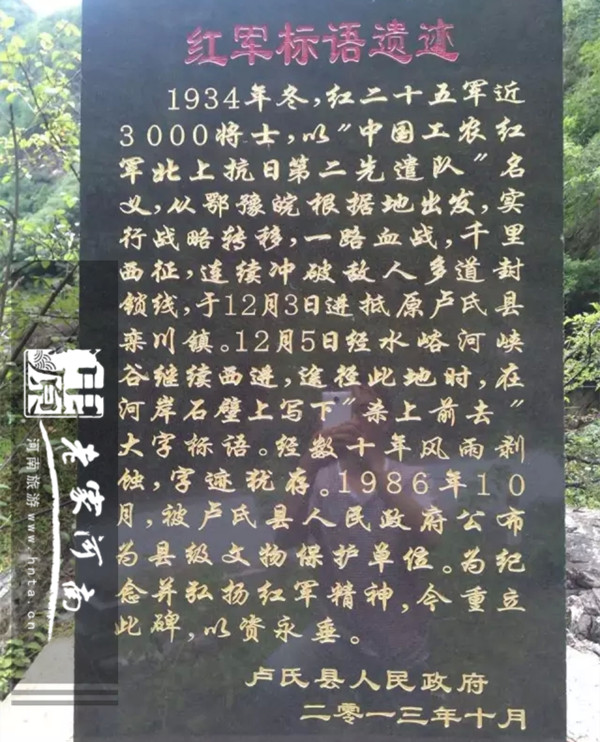 红军标语遗迹
1934年冬，红二十五军近
3000将士，以"中国工农红
军北上抗日第二先遣队"名
义，从鄂豫皖根据地出发，实
行战略转移，一路血战，千里
西征，连续冲破敌人多道封
锁线，于12月3日进抵原卢氏县
栾川镇。12月5日经水峪河峡
谷继续西进，途径此地时，在
河岸石壁上写下"亲上前去"
大字标语。经数十年风雨剥
蚀，字迹犹存。1986年10
月，被卢氏县人民政府公布
为县级文物保护单位。为纪
念并弘扬红军精神，今重立
此碑，以资永垂。
卢氏县人民政府
二零一三年十月
老家河南
河南旅游 www.hnta.cn